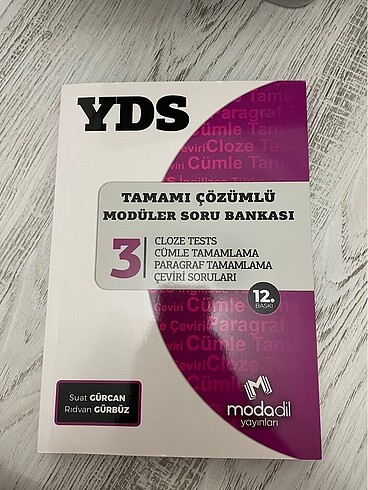 YDS
TAMAMI ÇÖZÜMLÜ
MODÜLER SORU BANKASI
3
CLOZE TESTS
CÜMLE TAMAMLAMA
PARAGRAF TAMAMLAMA
ÇEVİRİ SORULARI
12.
BASKI
Suat GÜRCAN
Rıdvan GÜRBÜZ
modadil
yayınları